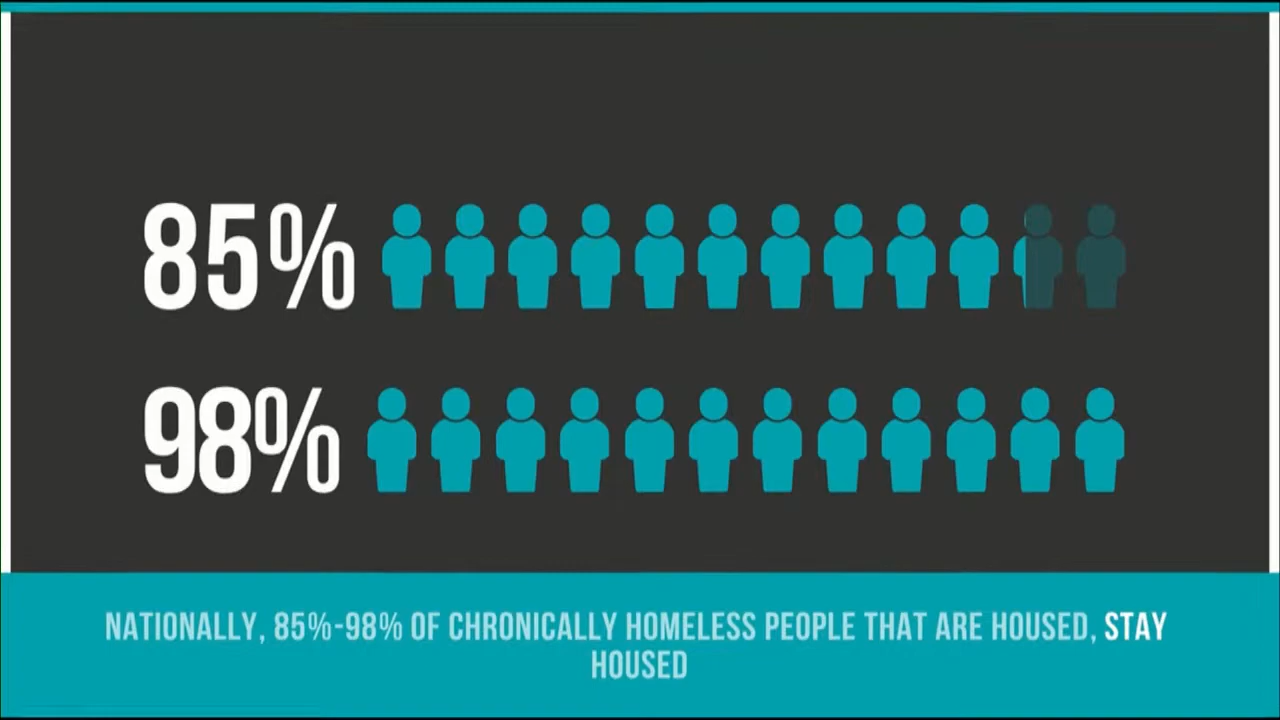 85%
98%
NATIONALLY, 85%-98% OF CHRONICALLY HOMELESS PEOPLE THAT ARE HOUSED, STAY
HOUSED